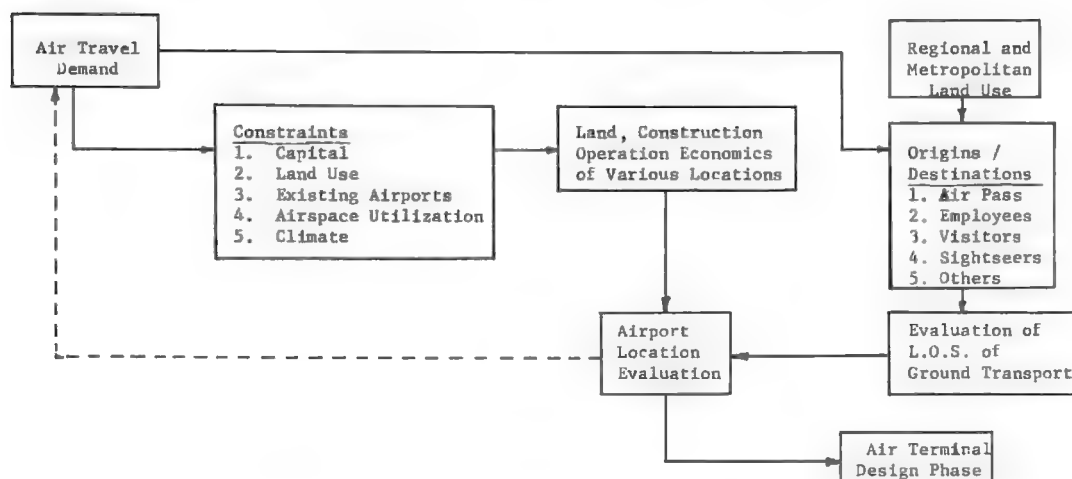 Air Travel
Demand
Regional and
Metropolitan
Land Use
Constraints
1. Capital
2. Land Use
3. Existing Airports
4. Airspace Utilization
5. Climate
Land, Construction
Operation Economics
of Various Locations
Origins /
Destinations
1. Air Pass
2. Employees
3. Visitors
4. Sightseers
5. Others
Airport
Location
Evaluation
Evaluation of
L.O.S. of
Ground Transport
Air Terminal
Design Phase